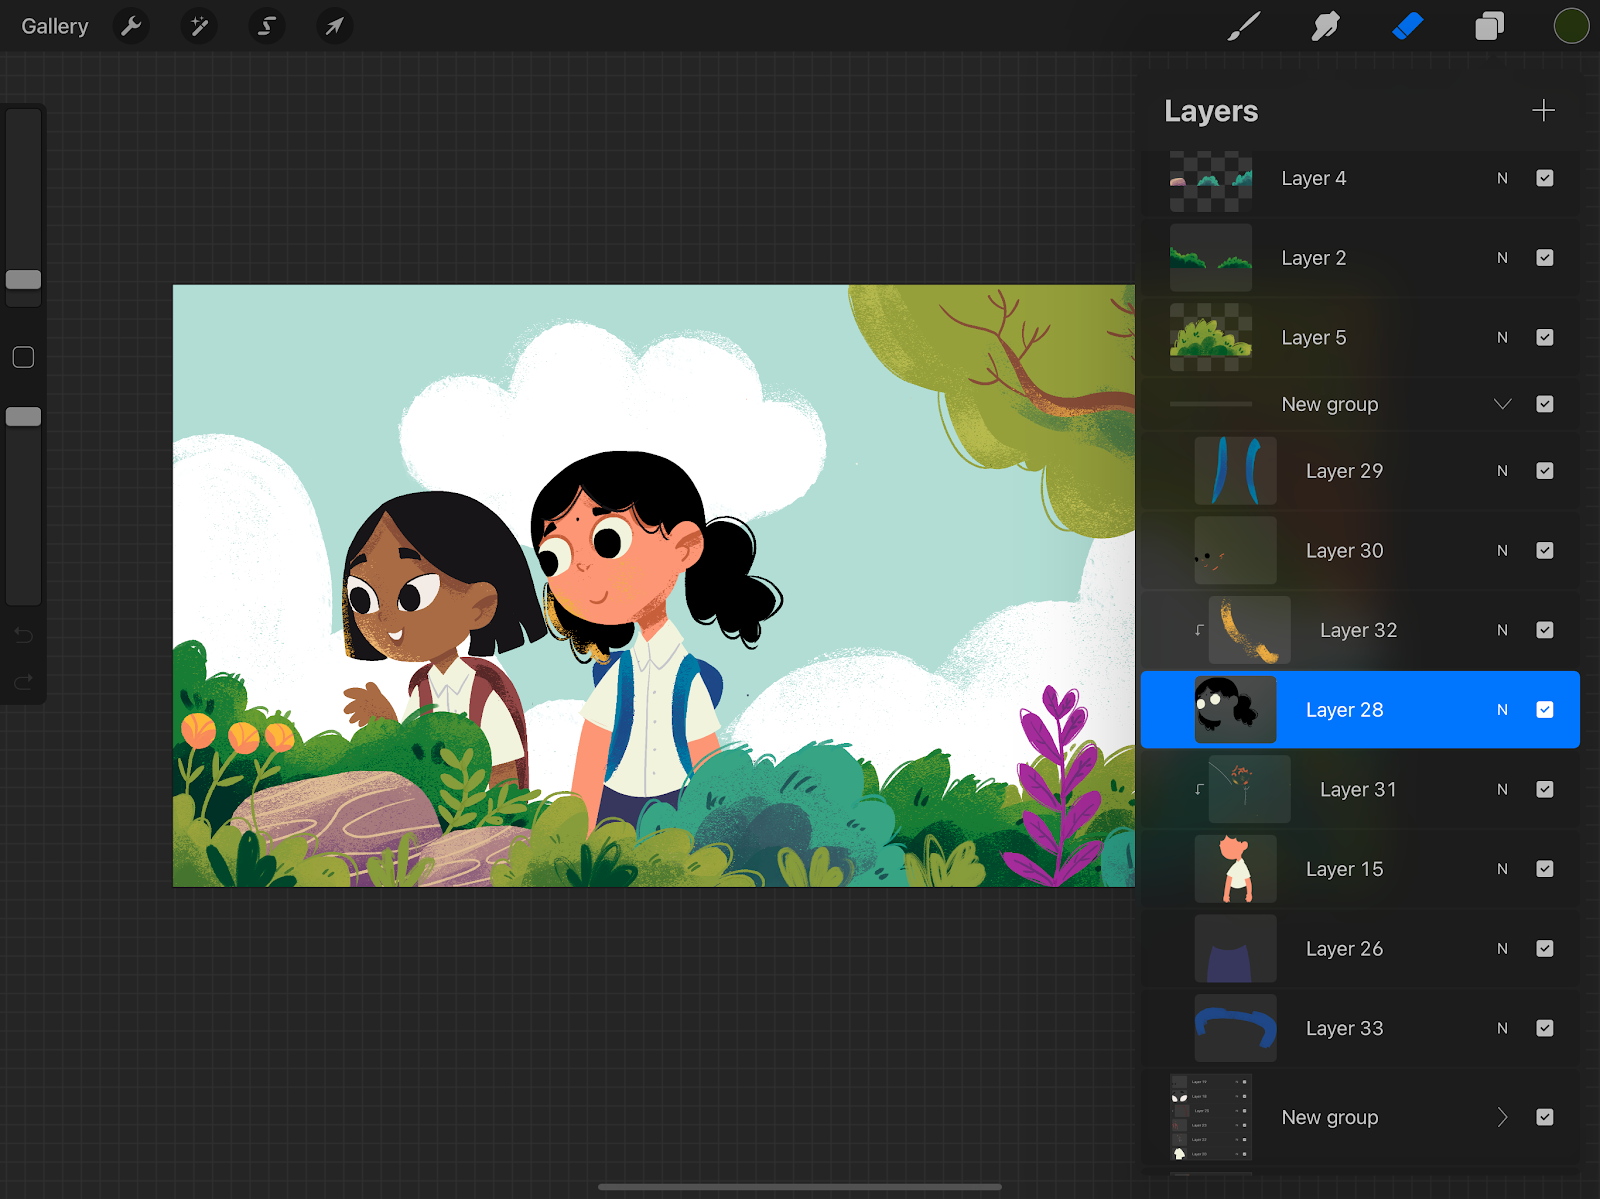 Gallery
Layers
Layer 4 N
Layer 2 N
Layer 5 N
New group
Layer 29 N
Layer 30 N
Layer 32 N
Layer 28 N
Layer 31 N
Layer 15 N
Layer 26 N
Layer 33 N
New group